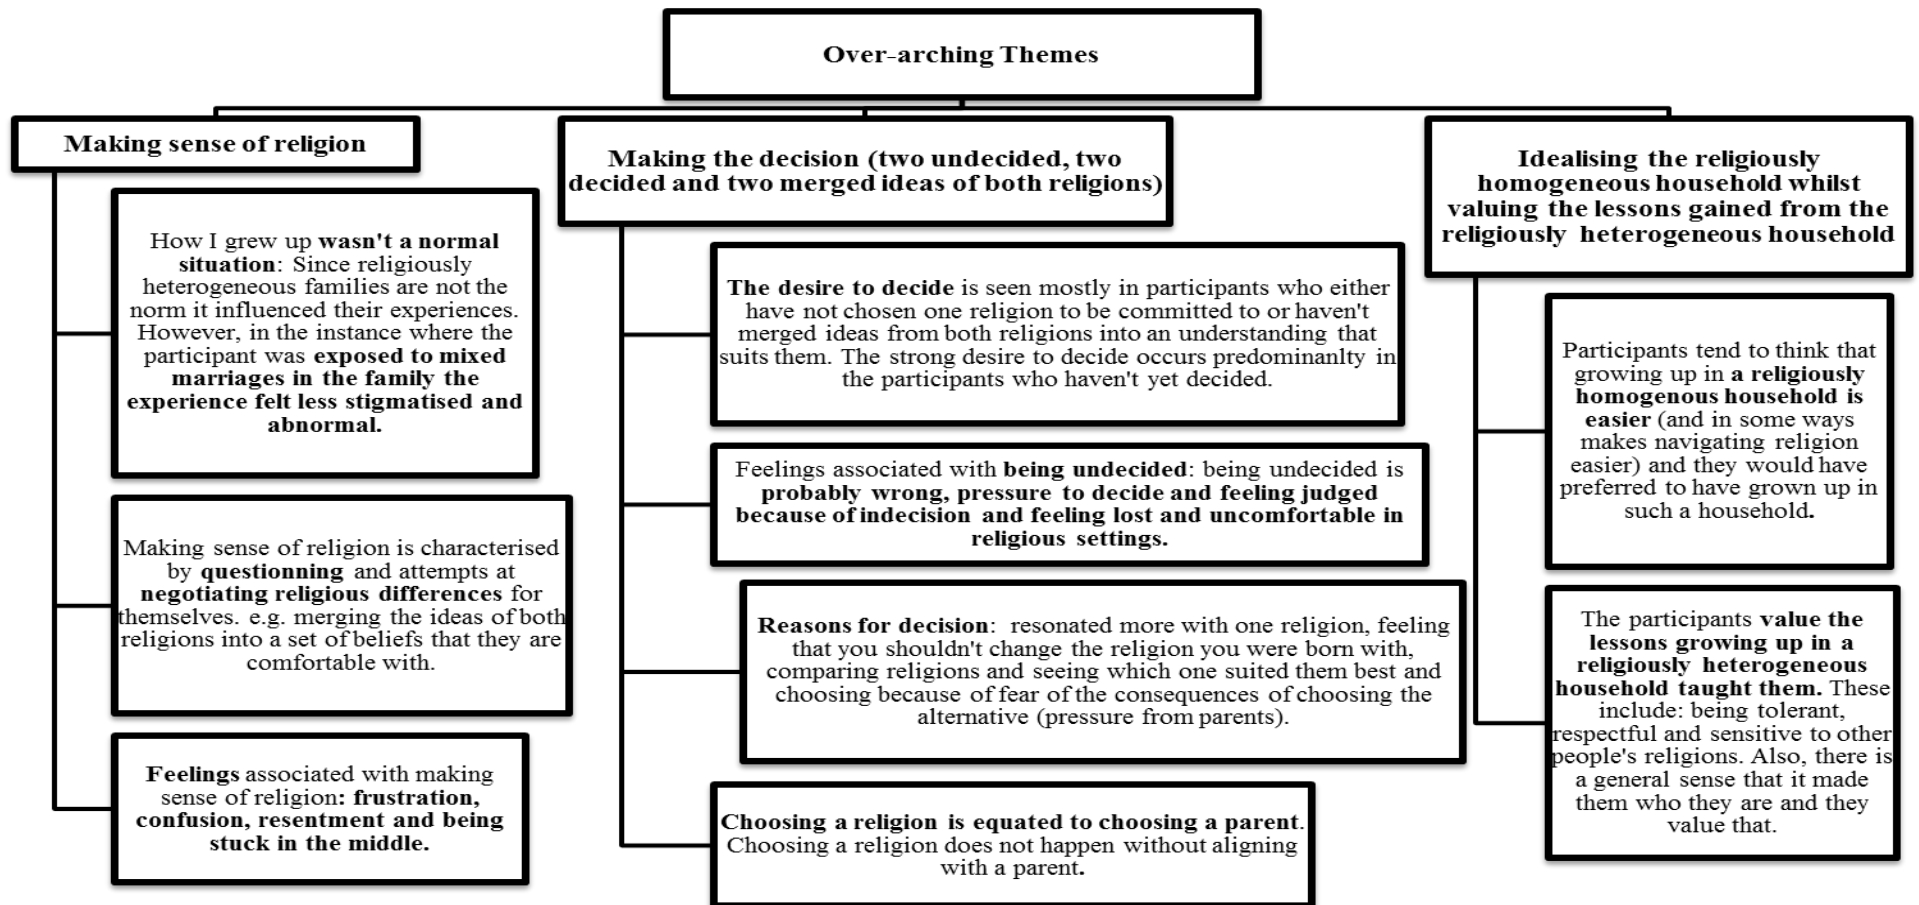 Over-arching Themes
Making sense of religion
How I grew up wasn't a normal
situation: Since religiously
heterogeneous families are not the
norm it influenced their experiences.
However, in the instance where the
participant was exposed to mixed
marriages in the family the
experience felt less stigmatised and
abnormal.
Making sense of religion is characterised
by questionning and attempts at
negotiating religious differences for
themselves. e.g. merging the ideas of both
religions into a set of beliefs that they are
comfortable with.
Feelings associated with making
sense of religion: frustration,
confusion, resentment and being
stuck in the middle.
Making the decision (two undecided, two
decided and two merged ideas of both religions)
The desire to decide is seen mostly in participants who either
have not chosen one religion to be committed to or haven't
merged ideas from both religions into an understanding that
suits them. The strong desire to decide occurs predominanlty in
the participants who haven't yet decided.
Feelings associated with being undecided: being undecided is
probably wrong, pressure to decide and feeling judged
because of indecision and feeling lost and uncomfortable in
religious settings.
Reasons for decision: resonated more with one religion, feeling
that you shouldn't change the religion you were born with,
comparing religions and seeing which one suited them best and
choosing because of fear of the consequences of choosing the
alternative (pressure from parents).
Choosing a religion is equated to choosing a parent.
Choosing a religion does not happen without aligning
with a parent.
Idealising the religiously
homogeneous household whilst
valuing the lessons gained from the
religiously heterogeneous household
Participants tend to think that
growing up in a religiously
homogenous household is
easier (and in some ways
makes navigating religion
easier) and they would have
preferred to have grown up in
such a household.
The participants value the
lessons growing up in a
religiously heterogeneous
household taught them. These
include: being tolerant,
respectful and sensitive to other
people's religions. Also, there is
a general sense that it made
them who they are and they
value that.